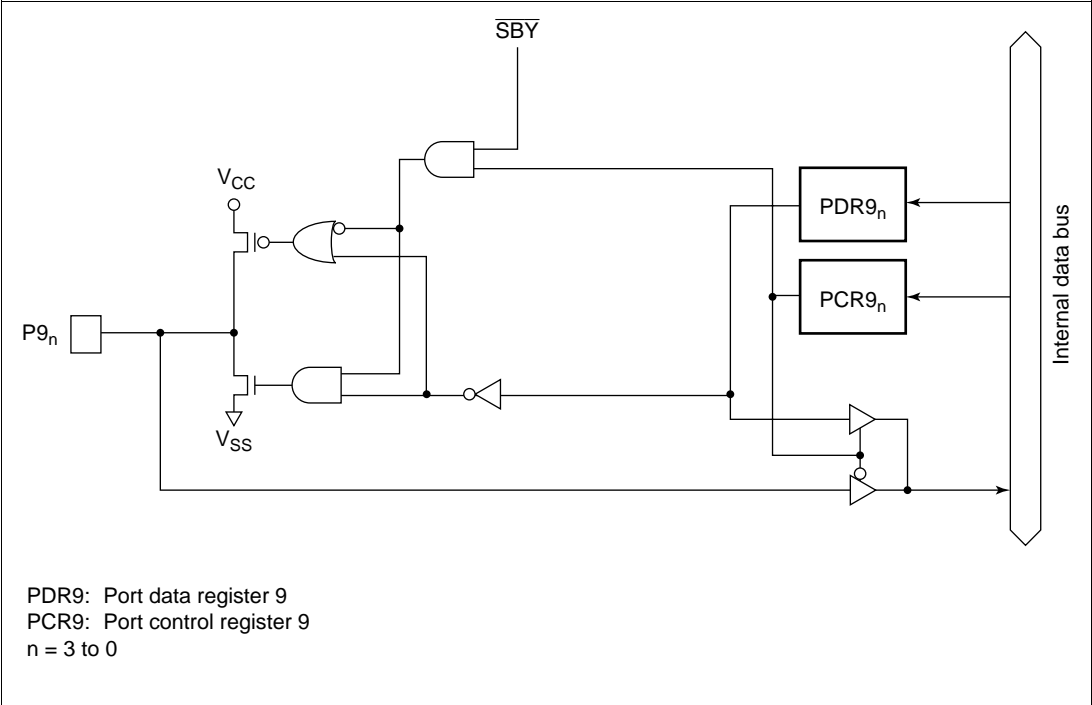 SBY
VCC
PDR9n
PCR9n
Internal data bus
P9n
VSS
PDR9: Port data register 9
PCR9: Port control register 9
n = 3 to 0